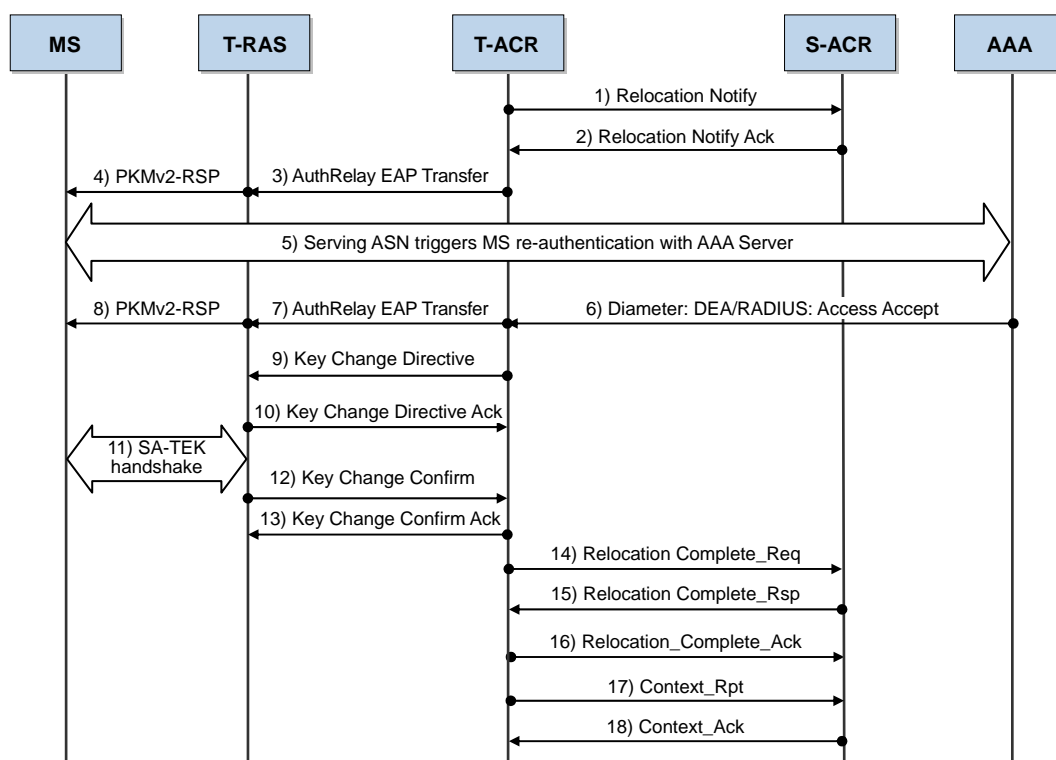 MS
T-RAS
T-ACR
S-ACR
AAA
1) Relocation Notify
2) Relocation Notify Ack
4) PKMv2-RSP
3) AuthRelay EAP Transfer
5) Serving ASN triggers MS re-authentication with AAA Server
8) PKMv2-RSP
7) AuthRelay EAP Transfer
6) Diameter: DEA/RADIUS: Access Accept
9) Key Change Directive
10) Key Change Directive Ack
11) SA-TEK
handshake
12) Key Change Confirm
13) Key Change Confirm Ack
14) Relocation Complete_Req
15) Relocation Complete_Rsp
16) Relocation_Complete_Ack
17) Context_Rpt
18) Context_Ack